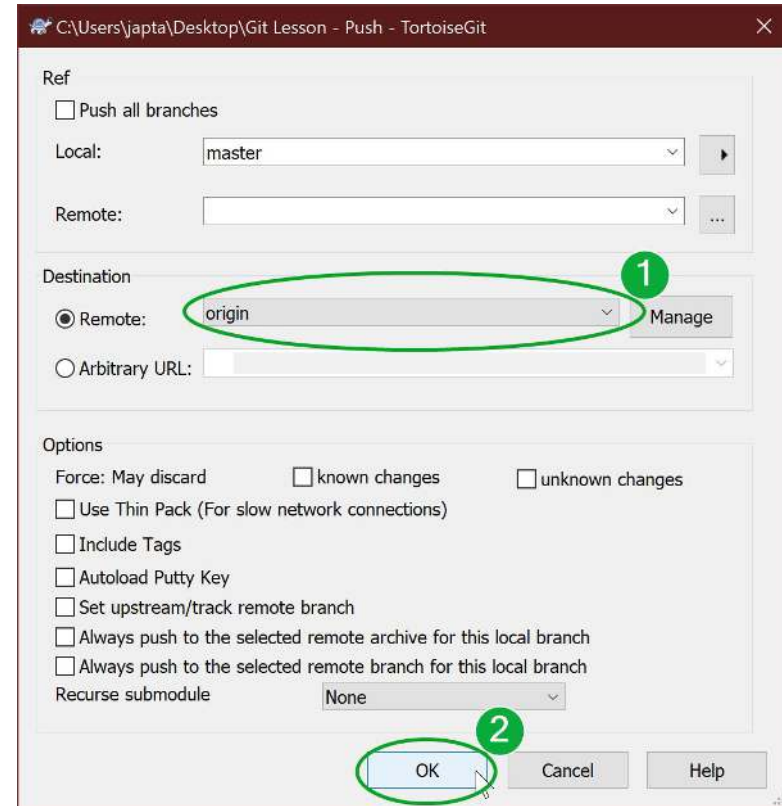 C:\Users\japta\Desktop\Git Lesson - Push - TortoiseGit
Ref
Push all branches
Local: master
Remote: ...
1
Destination
Remote: origin Manage
Arbitrary URL:
Options
Force: May discard known changes unknown changes
Use Thin Pack (For slow network connections)
Include Tags
Autoload Putty Key
Set upstream/track remote branch
Always push to the selected remote archive for this local branch
Always push to the selected remote branch for this local branch
Recurse submodule None
2
OK Cancel Help